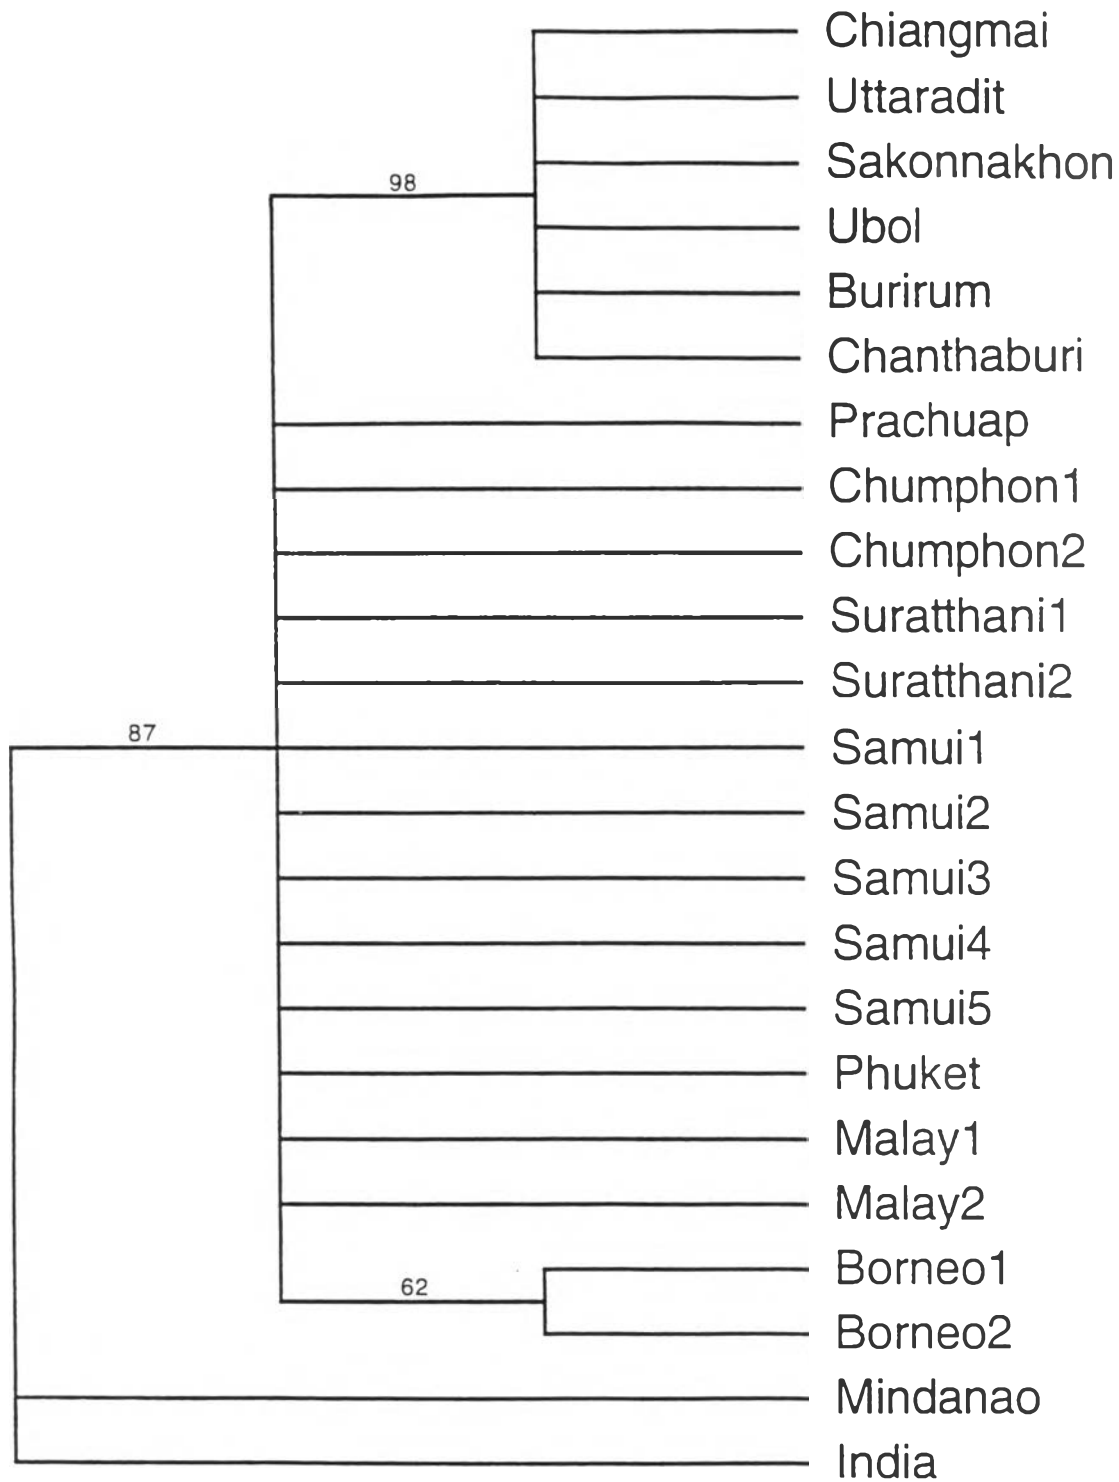 Chiangmai
Uttaradit
Sakonnakhon
98
Ubol
Burirum
Chanthaburi
Prachuap
Chumphon1
Chumphon2
Suratthani1
Suratthani2
87
Samui1
Samui2
Samui3
Samui4
Samui5
Phuket
Malay1
Malay2
Borneo1
62
Borneo2
Mindanao
India